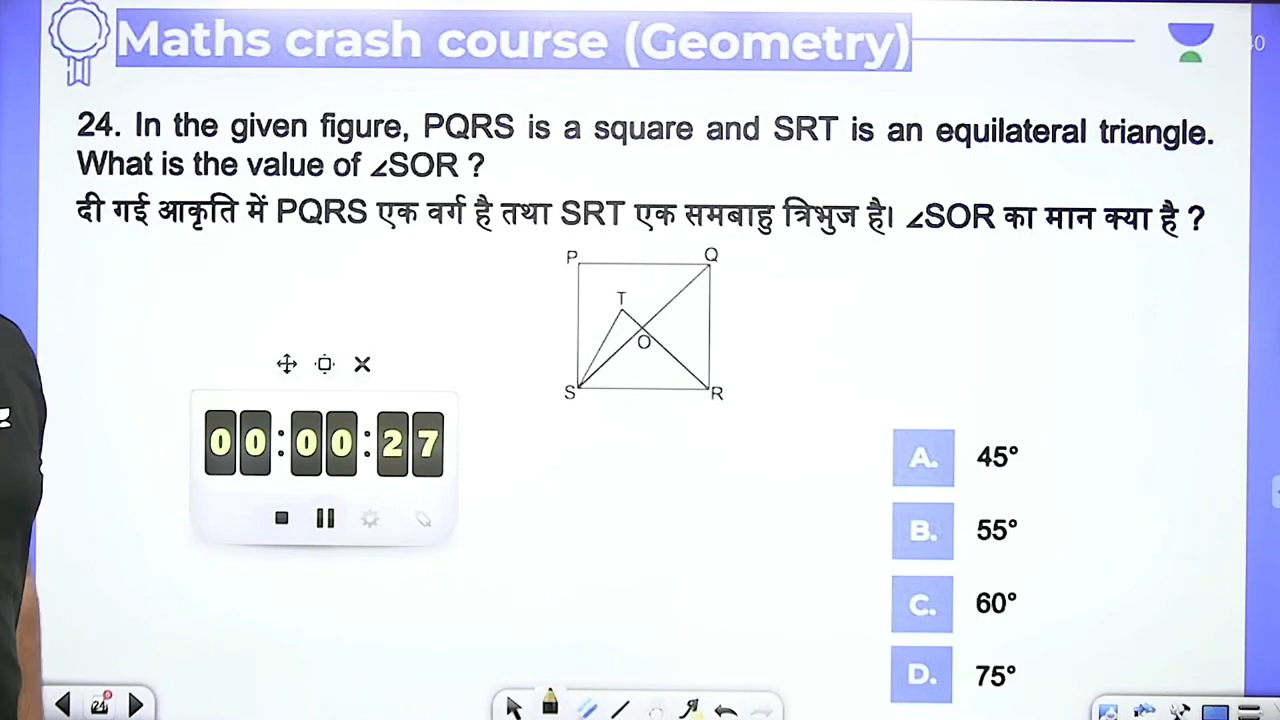 Maths crash course (Geometry)
24. In the given figure, PQRS is a square and SRT is an equilateral triangle.
What is the value of ∠SOR ?
दी गई आकृति में PQRS एक वर्ग है तथा SRT एक समबाहु त्रिभुज है। ∠SOR का मान क्या है ?
P Q
T
O
S R
00:00:27
A. 45°
B. 55°
C. 60°
D. 75°
24